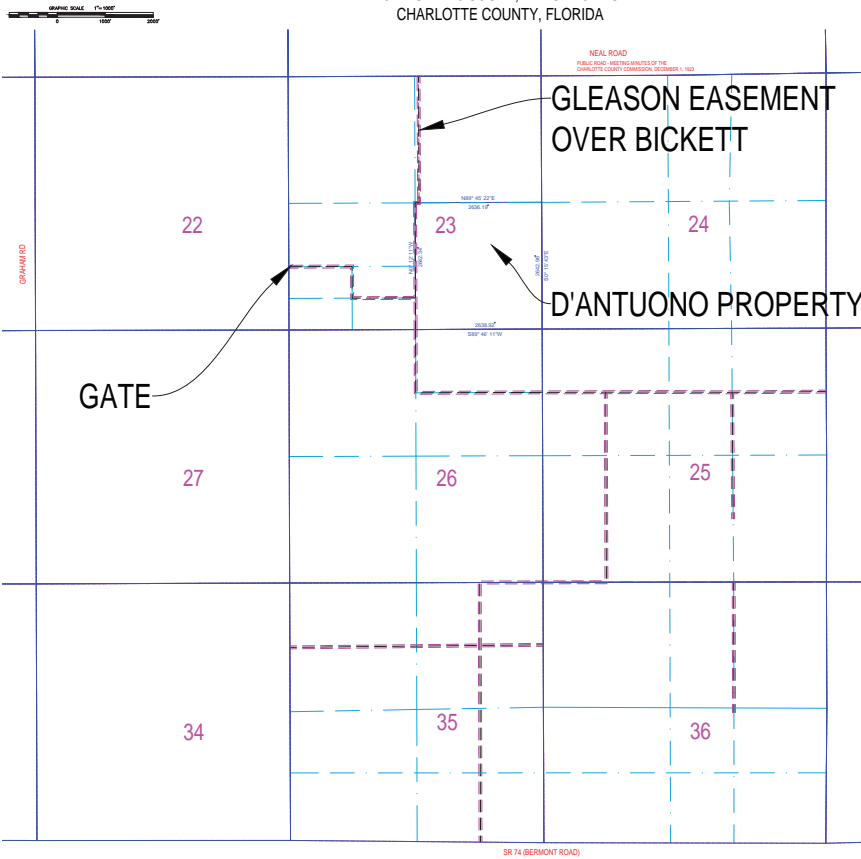 GRAPHIC SCALE 1"=1000'
0 1000' 2000'
CHARLOTTE COUNTY, FLORIDA
NEAL ROAD
PUBLIC ROAD - MEETING MINUTES OF THE
CHARLOTTE COUNTY COMMISSION, DECEMBER 1, 1923
GLEASON EASEMENT
OVER BICKETT
N89° 45' 22"E
2636.19'
22
23
24
GRAHAM RD
2642.98'
D'ANTUONO PROPERTY
2638.92'
S89° 46' 11"W
GATE
27
26
25
34
35
36
SR 74 (BERMONT ROAD)